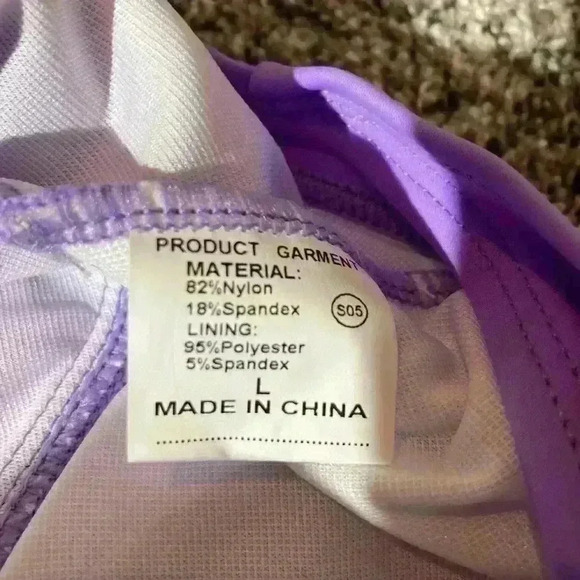 PRODUCT GARMENT
MATERIAL:
82%Nylon
18%Spandex
S05
LINING:
95%Polyester
5%Spandex
L
MADE IN CHINA